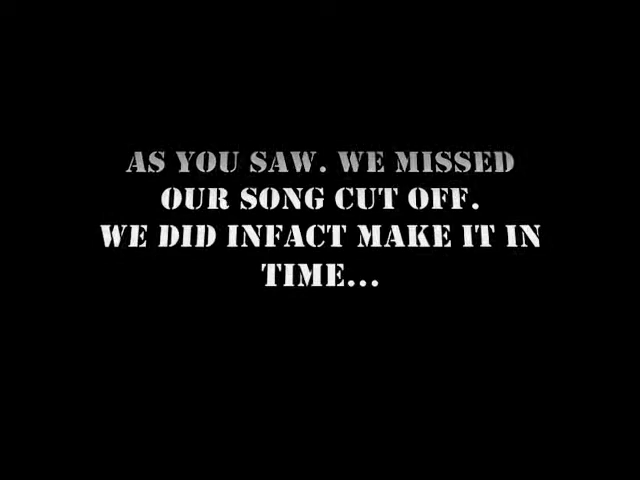 AS YOU SAW. WE MISSED
OUR SONG CUT OFF.
WE DID INFACT MAKE IT IN
TIME...